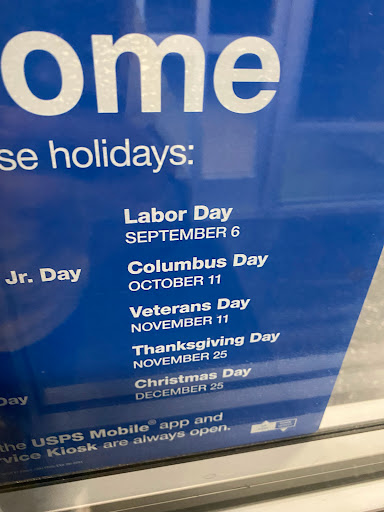 ome
se holidays:
Labor Day
SEPTEMBER 6
Jr. Day
Columbus Day
OCTOBER 11
Veterans Day
NOVEMBER 11
Thanksgiving Day
NOVEMBER 25
Christmas Day
DECEMBER 25
Day
the USPS Mobile® app and
rvice Kiosk are always open.